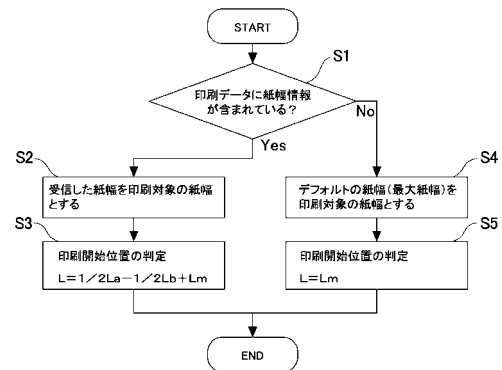 START
S1
印刷データに紙幅情報
が含まれている?
No
Yes
S2
受信した紙幅を印刷対象の紙幅
とする
S4
デフォルトの紙幅(最大紙幅)を
印刷対象の紙幅とする
S3
印刷開始位置の判定
L=1/2La-1/2Lb+Lm
S5
印刷開始位置の判定
L=Lm
END